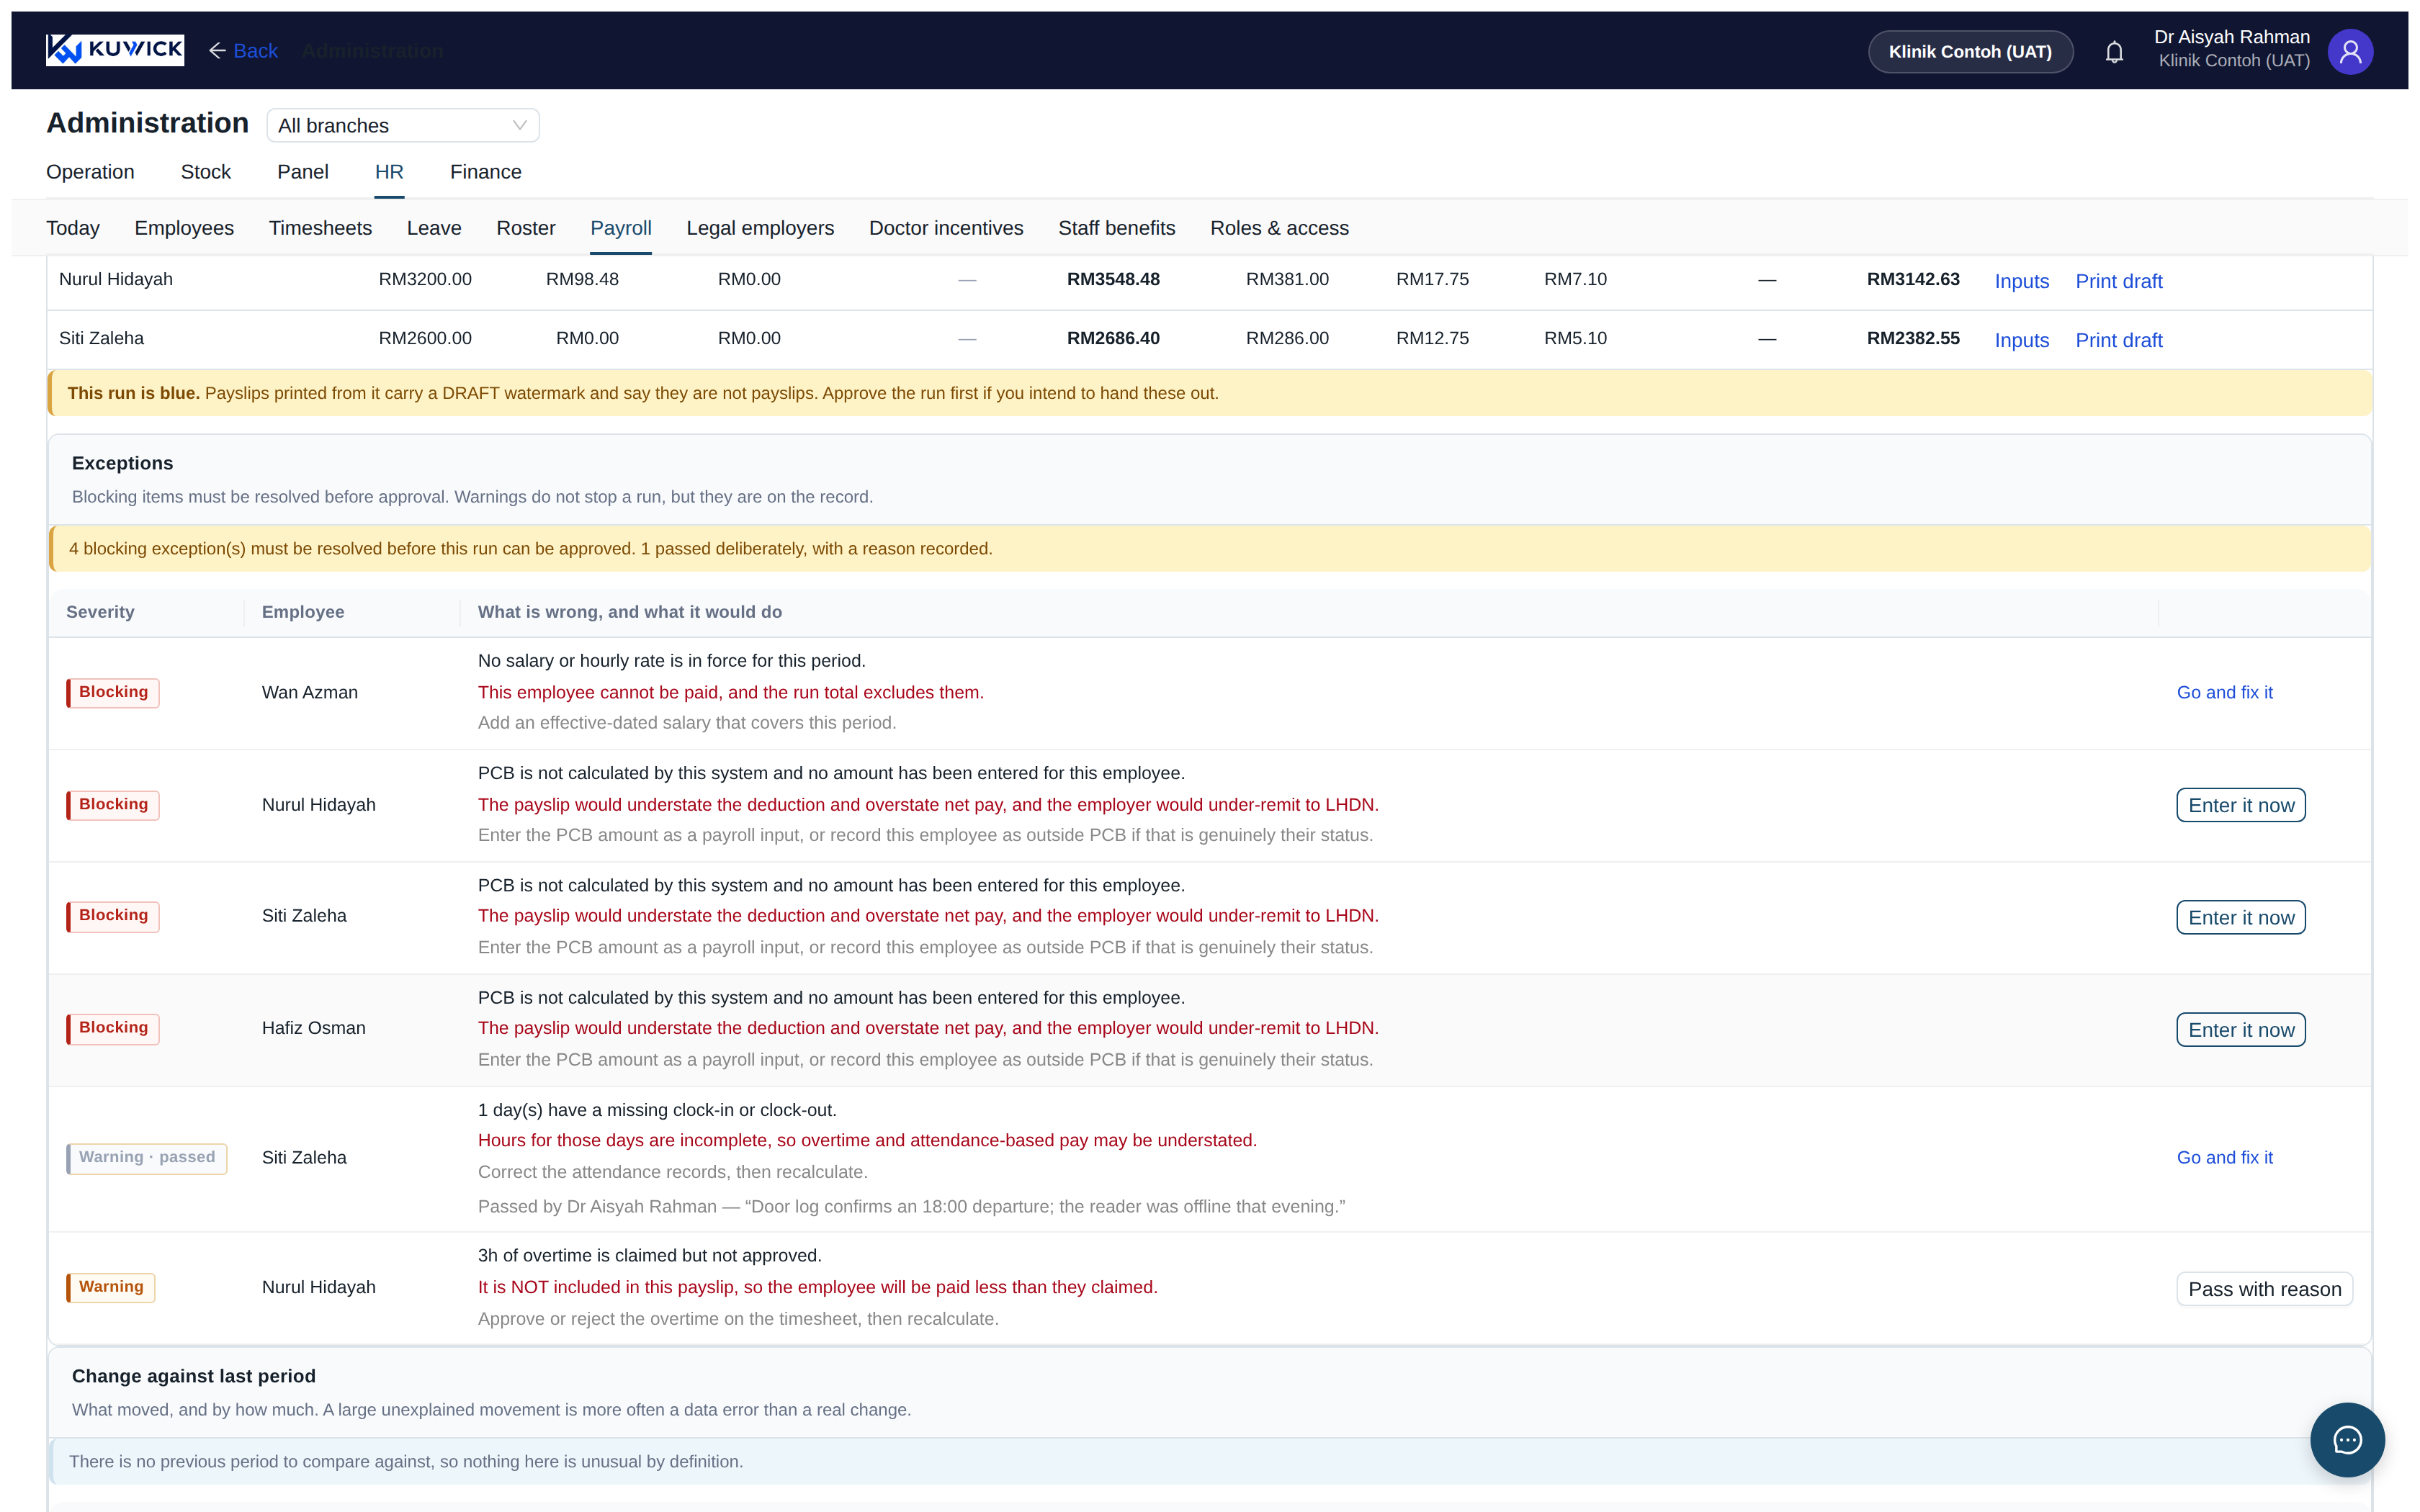 KUWICK
Back Administration Klinik Contoh (UAT) Dr Aisyah Rahman
Klinik Contoh (UAT)
Administration All branches
Operation Stock Panel HR Finance
Today Employees Timesheets Leave Roster Payroll Legal employers Doctor incentives Staff benefits Roles & access
Nurul Hidayah RM3200.00 RM98.48 RM0.00 — RM3548.48 RM381.00 RM17.75 RM7.10 — RM3142.63 Inputs Print draft
Siti Zaleha RM2600.00 RM0.00 RM0.00 — RM2686.40 RM286.00 RM12.75 RM5.10 — RM2382.55 Inputs Print draft
This run is blue. Payslips printed from it carry a DRAFT watermark and say they are not payslips. Approve the run first if you intend to hand these out.
Exceptions
Blocking items must be resolved before approval. Warnings do not stop a run, but they are on the record.
4 blocking exception(s) must be resolved before this run can be approved. 1 passed deliberately, with a reason recorded.
Severity Employee What is wrong, and what it would do
No salary or hourly rate is in force for this period.
Blocking Wan Azman This employee cannot be paid, and the run total excludes them. Go and fix it
Add an effective-dated salary that covers this period.
PCB is not calculated by this system and no amount has been entered for this employee.
Blocking Nurul Hidayah The payslip would understate the deduction and overstate net pay, and the employer would under-remit to LHDN. Enter it now
Enter the PCB amount as a payroll input, or record this employee as outside PCB if that is genuinely their status.
PCB is not calculated by this system and no amount has been entered for this employee.
Blocking Siti Zaleha The payslip would understate the deduction and overstate net pay, and the employer would under-remit to LHDN. Enter it now
Enter the PCB amount as a payroll input, or record this employee as outside PCB if that is genuinely their status.
PCB is not calculated by this system and no amount has been entered for this employee.
Blocking Hafiz Osman The payslip would understate the deduction and overstate net pay, and the employer would under-remit to LHDN. Enter it now
Enter the PCB amount as a payroll input, or record this employee as outside PCB if that is genuinely their status.
1 day(s) have a missing clock-in or clock-out.
Hours for those days are incomplete, so overtime and attendance-based pay may be understated.
Warning · passed Siti Zaleha Go and fix it
Correct the attendance records, then recalculate.
Passed by Dr Aisyah Rahman — “Door log confirms an 18:00 departure; the reader was offline that evening.”
3h of overtime is claimed but not approved.
Warning Nurul Hidayah It is NOT included in this payslip, so the employee will be paid less than they claimed. Pass with reason
Approve or reject the overtime on the timesheet, then recalculate.
Change against last period
What moved, and by how much. A large unexplained movement is more often a data error than a real change.
There is no previous period to compare against, so nothing here is unusual by definition.